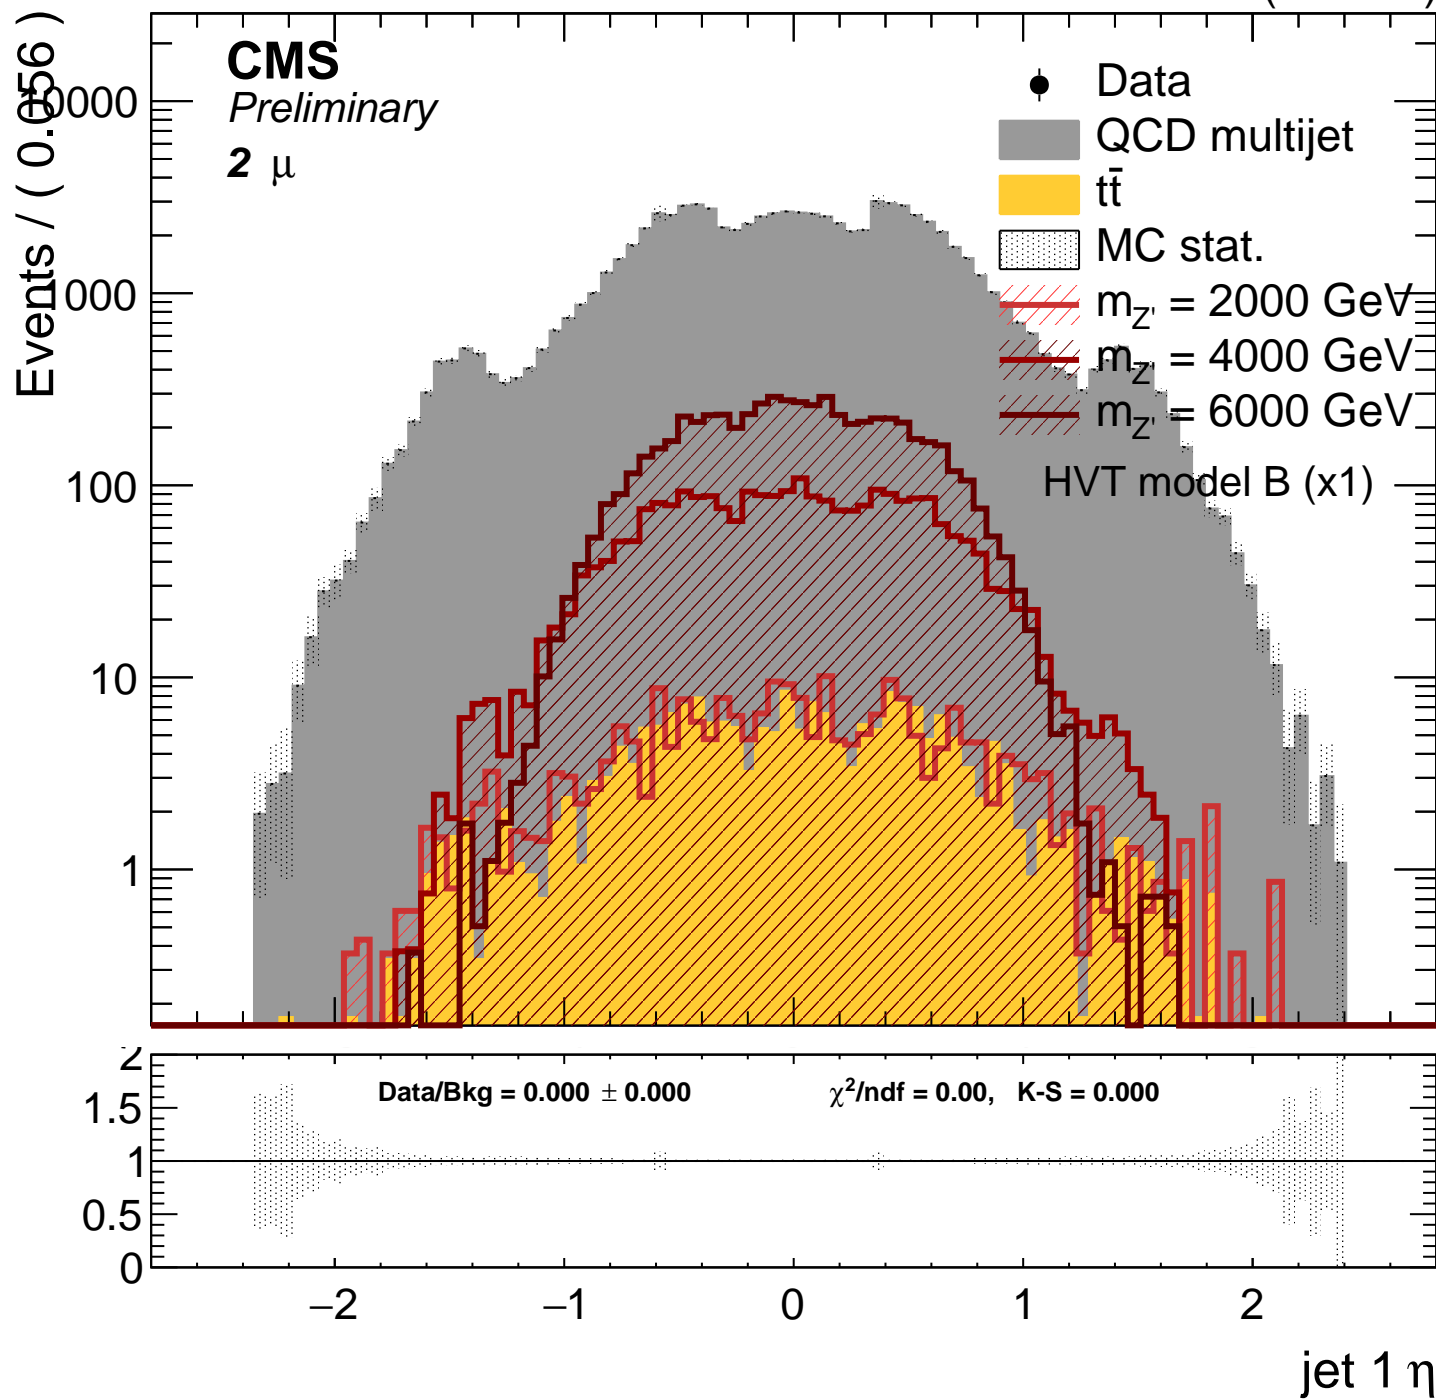 CMS
Preliminary
2 μ
Data
QCD multijet
tt̄
MC stat.
m_Z' = 2000 GeV
m_Z' = 4000 GeV
m_Z' = 6000 GeV
HVT model B (x1)
Events / ( 0.056 )
10000
1000
100
10
1
Data/Bkg = 0.000 ± 0.000
χ²/ndf = 0.00, K-S = 0.000
2
1.5
1
0.5
0
−2 −1 0 1 2
jet 1 η